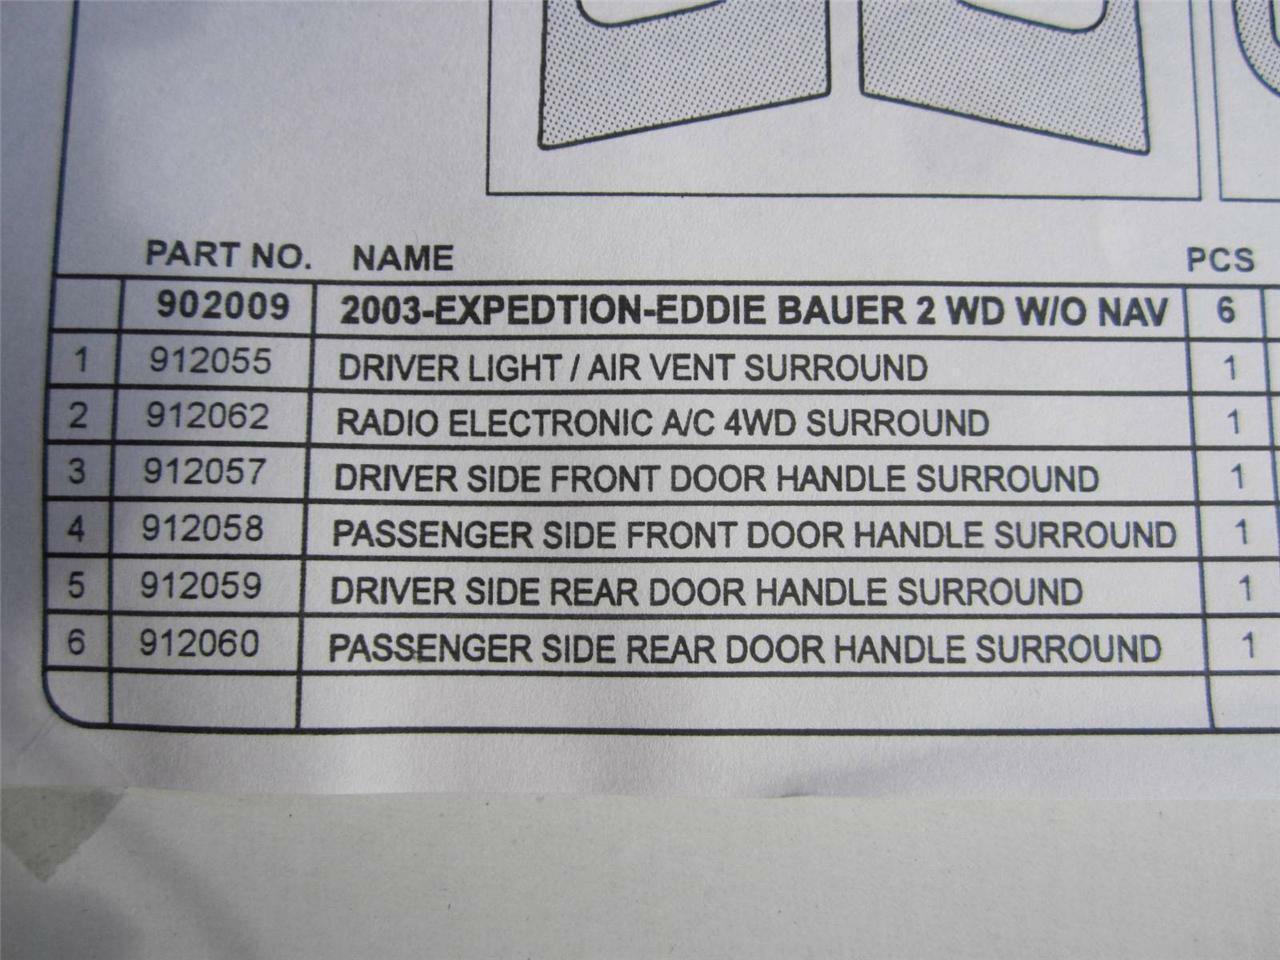 PART NO. NAME PCS
902009 2003-EXPEDTION-EDDIE BAUER 2 WD W/O NAV 6
1 912055 DRIVER LIGHT / AIR VENT SURROUND 1
2 912062 RADIO ELECTRONIC A/C 4WD SURROUND 1
3 912057 DRIVER SIDE FRONT DOOR HANDLE SURROUND 1
4 912058 PASSENGER SIDE FRONT DOOR HANDLE SURROUND 1
5 912059 DRIVER SIDE REAR DOOR HANDLE SURROUND 1
6 912060 PASSENGER SIDE REAR DOOR HANDLE SURROUND 1